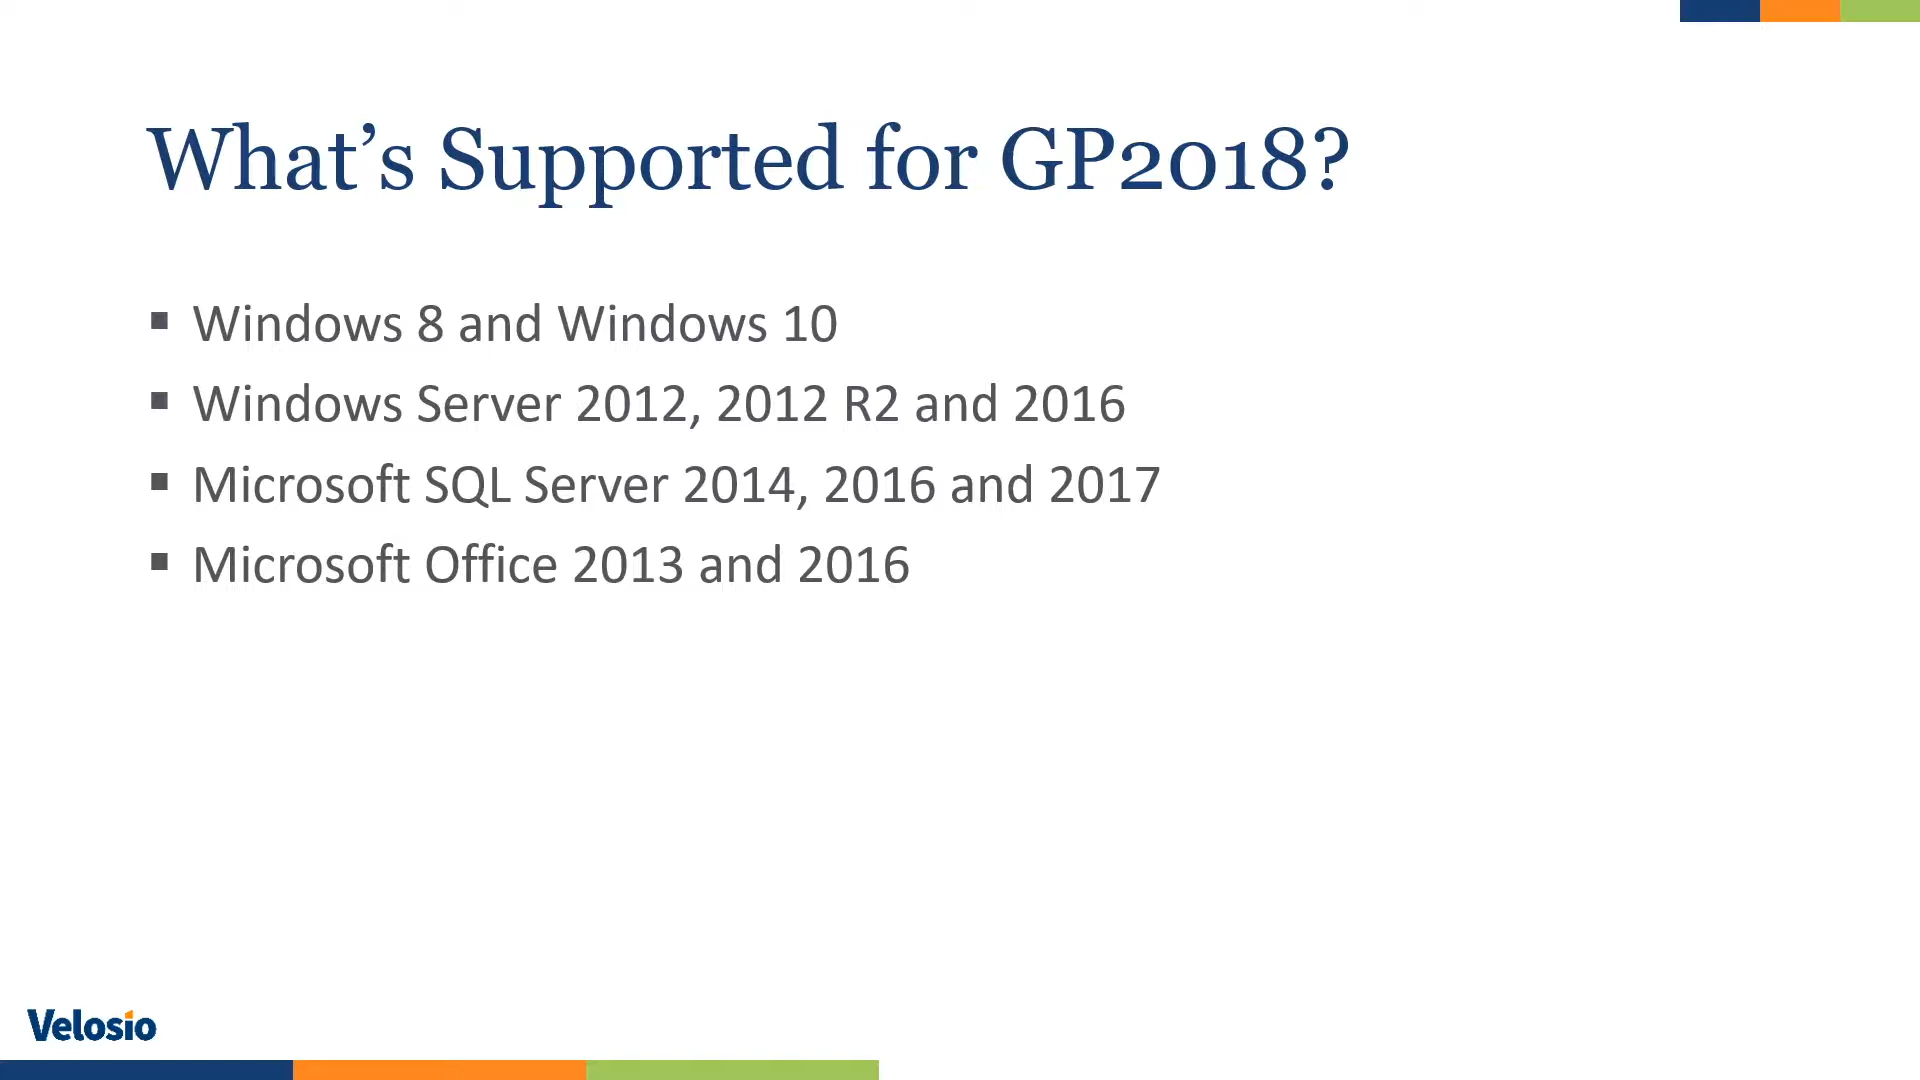 What’s Supported for GP2018?
▪ Windows 8 and Windows 10
▪ Windows Server 2012, 2012 R2 and 2016
▪ Microsoft SQL Server 2014, 2016 and 2017
▪ Microsoft Office 2013 and 2016
Velosio